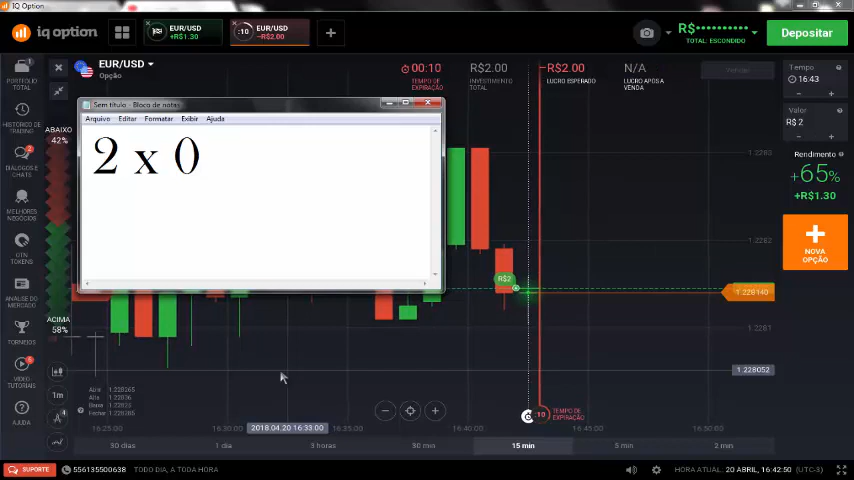 IQ Option
iq option
EUR/USD
+R$1.30
:10
EUR/USD
-R$2.00
R$**********
TOTAL: ESCONDIDO
Depositar
PORTFOLIO
TOTAL
HISTÓRICO DE
TRADING
DIÁLOGOS E
CHATS
MELHORES
NEGÓCIOS
OTN
TOKENS
ANÁLISE DO
MERCADO
TORNEIOS
VÍDEO
TUTORIAIS
AJUDA
EUR/USD
Opção
00:10
TEMPO DE
EXPIRAÇÃO
R$2.00
INVESTIMENTO
TOTAL
-R$2.00
LUCRO ESPERADO
N/A
LUCRO APÓS A
VENDA
Tempo
16:43
Valor
R$ 2
Rendimento
+65%
+R$1.30
NOVA
OPÇÃO
Sem título - Bloco de notas
Arquivo Editar Formatar Exibir Ajuda
2 x 0
ABAIXO
42%
ACIMA
58%
1m
R$2
1.2283
1.2282
1.228140
1.2281
1.228052
Alta
Fechar
:10
TEMPO DE
EXPIRAÇÃO
16:25:00
16:30:00
2018.04.20 16:33:00
16:35:00
16:40:00
16:45:00
16:50:00
30 dias
1 dia
3 horas
30 min
15 min
5 min
2 min
SUPORTE
556135500638
TODO DIA, A TODA HORA
HORA ATUAL: 20 ABRIL, 16:42:50 (UTC-3)